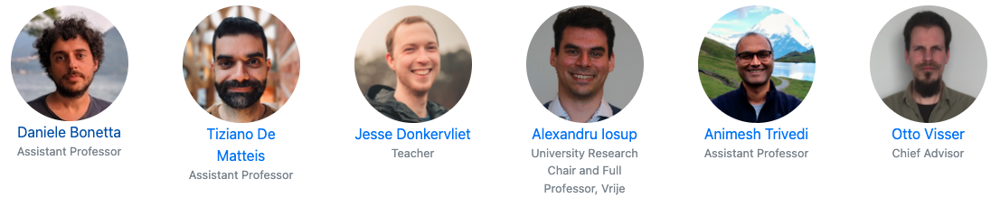 Daniele Bonetta
Assistant Professor
Tiziano De
Matteis
Assistant Professor
Jesse Donkervliet
Teacher
Alexandru Iosup
University Research
Chair and Full
Professor, Vrije
Animesh Trivedi
Assistant Professor
Otto Visser
Chief Advisor